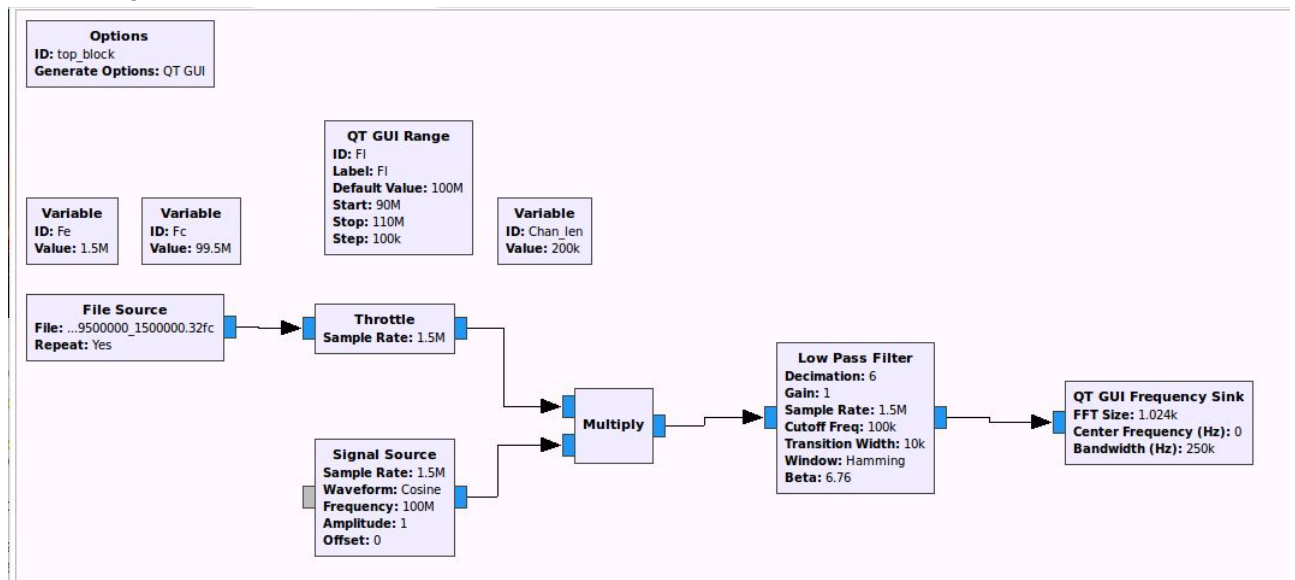 Options
ID: top_block
Generate Options: QT GUI
QT GUI Range
ID: Fl
Label: Fl
Default Value: 100M
Start: 90M
Stop: 110M
Step: 100k
Variable
ID: Fe
Value: 1.5M
Variable
ID: Fc
Value: 99.5M
Variable
ID: Chan_len
Value: 200k
File Source
File: ...9500000_1500000.32fc
Repeat: Yes
Throttle
Sample Rate: 1.5M
Signal Source
Sample Rate: 1.5M
Waveform: Cosine
Frequency: 100M
Amplitude: 1
Offset: 0
Multiply
Low Pass Filter
Decimation: 6
Gain: 1
Sample Rate: 1.5M
Cutoff Freq: 100k
Transition Width: 10k
Window: Hamming
Beta: 6.76
QT GUI Frequency Sink
FFT Size: 1.024k
Center Frequency (Hz): 0
Bandwidth (Hz): 250k